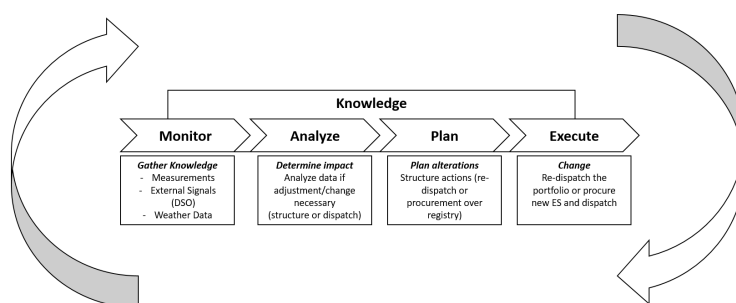 Knowledge
Monitor
Analyze
Plan
Execute
Gather Knowledge
- Measurements
- External Signals
(DSO)
- Weather Data
Determine impact
Analyze data if
adjustment/change
necessary
(structure or dispatch)
Plan alterations
Structure actions (re-
dispatch or
procurement over
registry)
Change
Re-dispatch the
portfolio or procure
new ES and dispatch